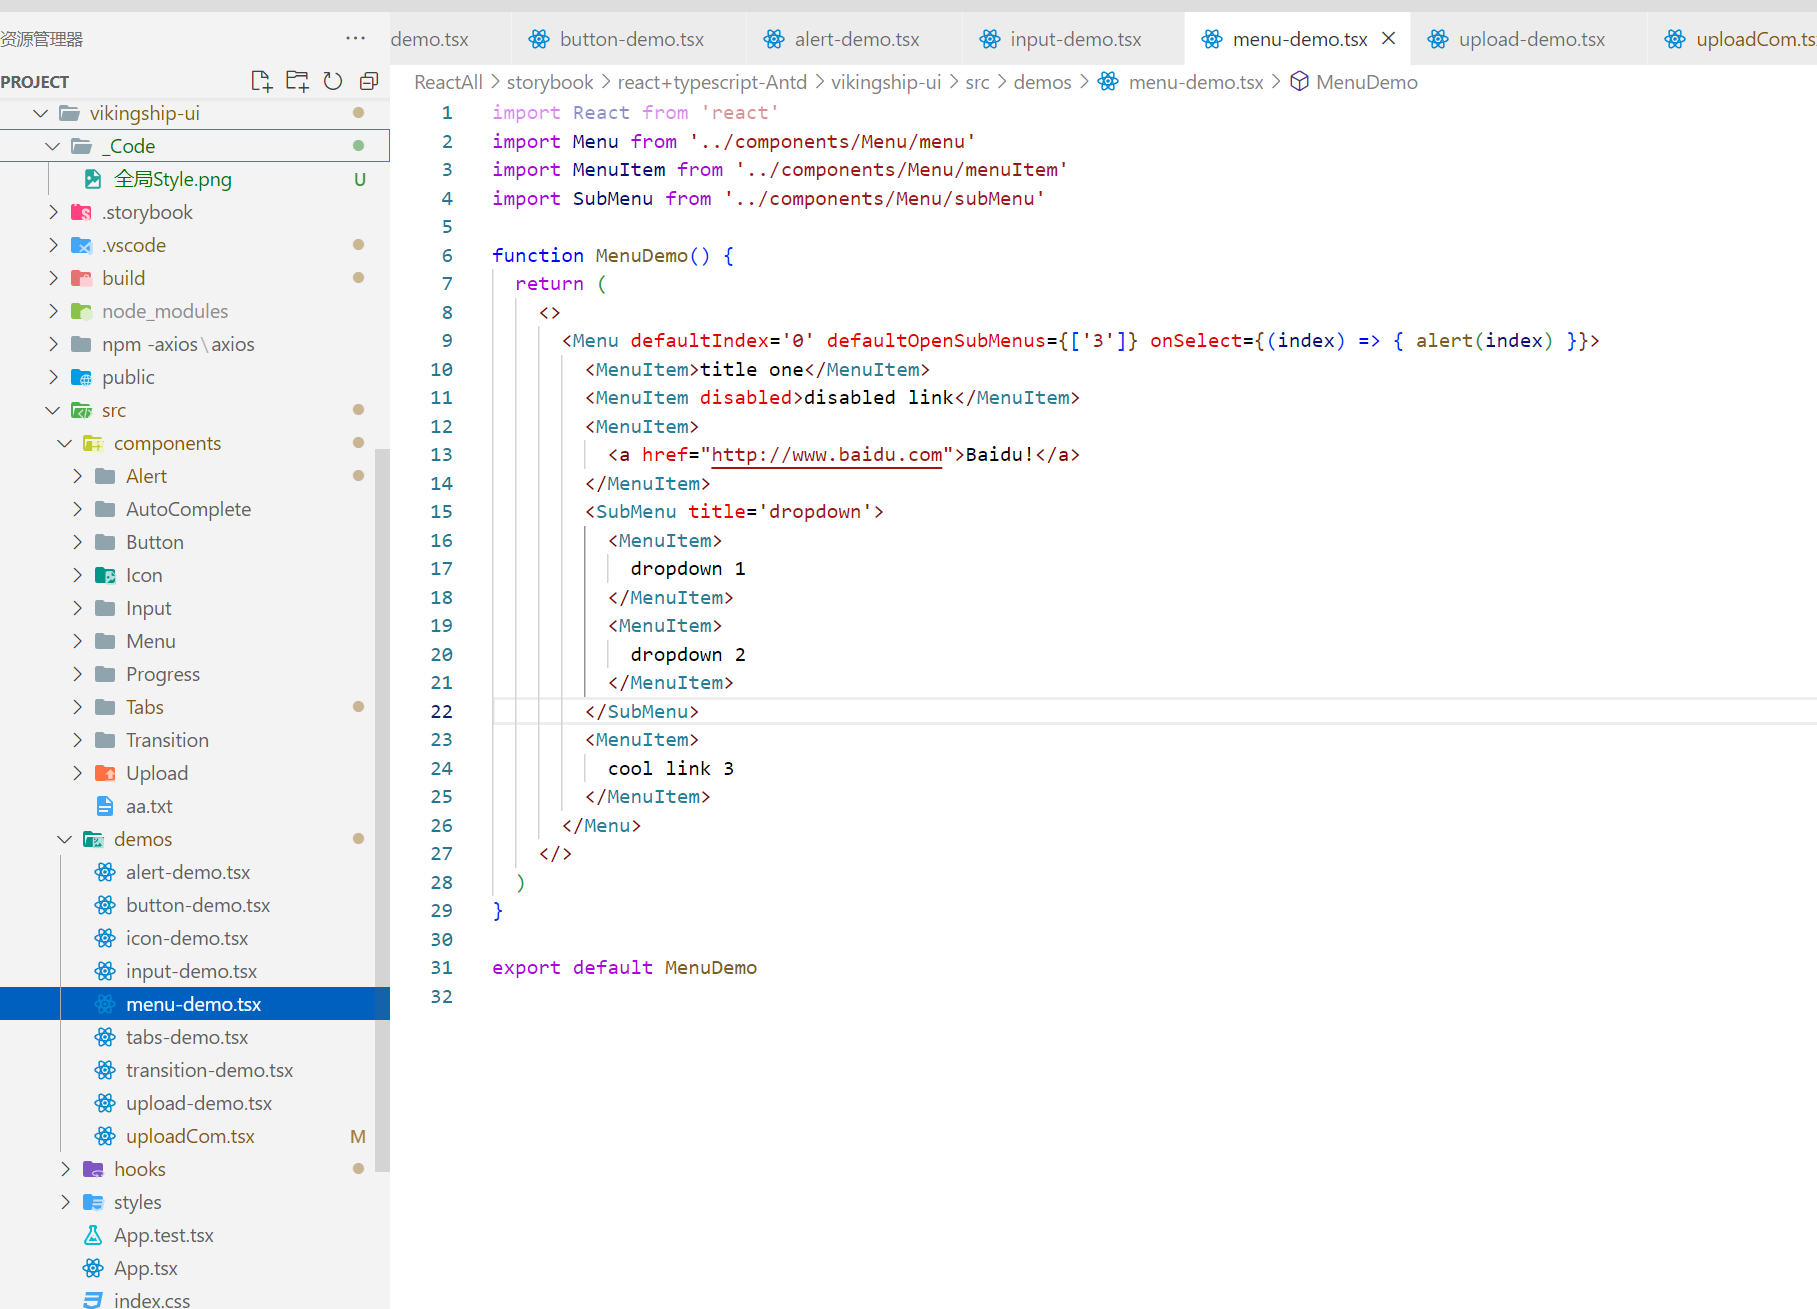 资源管理器
PROJECT
vikingship-ui
_Code
全局Style.png U
.storybook
.vscode
build
node_modules
npm -axios\axios
public
src
components
Alert
AutoComplete
Button
Icon
Input
Menu
Progress
Tabs
Transition
Upload
aa.txt
demos
alert-demo.tsx
button-demo.tsx
icon-demo.tsx
input-demo.tsx
menu-demo.tsx
tabs-demo.tsx
transition-demo.tsx
upload-demo.tsx
uploadCom.tsx M
hooks
styles
App.test.tsx
App.tsx
index.css
demo.tsx button-demo.tsx alert-demo.tsx input-demo.tsx menu-demo.tsx upload-demo.tsx uploadCom.ts
ReactAll > storybook > react+typescript-Antd > vikingship-ui > src > demos > menu-demo.tsx > MenuDemo
1 import React from 'react'
2 import Menu from '../components/Menu/menu'
3 import MenuItem from '../components/Menu/menuItem'
4 import SubMenu from '../components/Menu/subMenu'
5
6 function MenuDemo() {
7 return (
8 <>
9 <Menu defaultIndex='0' defaultOpenSubMenus={['3']} onSelect={(index) => { alert(index) }}>
10 <MenuItem>title one</MenuItem>
11 <MenuItem disabled>disabled link</MenuItem>
12 <MenuItem>
13 <a href="http://www.baidu.com">Baidu!</a>
14 </MenuItem>
15 <SubMenu title='dropdown'>
16 <MenuItem>
17 dropdown 1
18 </MenuItem>
19 <MenuItem>
20 dropdown 2
21 </MenuItem>
22 </SubMenu>
23 <MenuItem>
24 cool link 3
25 </MenuItem>
26 </Menu>
27 </>
28 )
29 }
30
31 export default MenuDemo
32